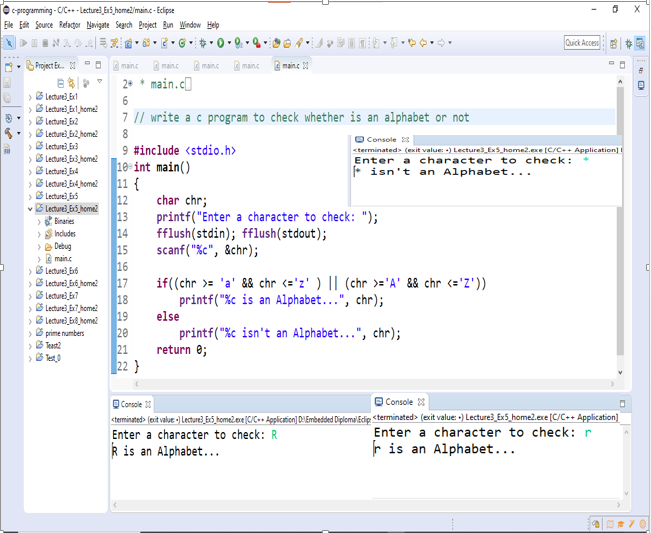 c-programming - C/C++ - Lecture3_Ex5_home2/main.c - Eclipse
File Edit Source Refactor Navigate Search Project Run Window Help
Quick Access
Project Ex...
main.c main.c main.c main.c main.c
Lecture3_Ex1
Lecture3_Ex1_home2
Lecture3_Ex2
Lecture3_Ex2_home2
Lecture3_Ex3
Lecture3_Ex3_home2
Lecture3_Ex4
Lecture3_Ex4_home2
Lecture3_Ex5
Lecture3_Ex5_home2
Binaries
Includes
Debug
main.c
Lecture3_Ex6
Lecture3_Ex6_home2
Lecture3_Ex7
Lecture3_Ex7_home2
Lecture3_Ex8_home2
prime numbers
Teast2
Test_0
2 * main.c
6
7 // write a c program to check whether is an alphabet or not
8
9 #include <stdio.h>
10 int main()
11 {
12 char chr;
13 printf("Enter a character to check: ");
14 fflush(stdin); fflush(stdout);
15 scanf("%c", &chr);
16
17 if((chr >= 'a' && chr <='z' ) || (chr >='A' && chr <='Z'))
18 printf("%c is an Alphabet...", chr);
19 else
20 printf("%c isn't an Alphabet...", chr);
21 return 0;
22 }
Console
<terminated> (exit value: -) Lecture3_Ex5_home2.exe [C/C++ Application]
Enter a character to check: *
* isn't an Alphabet...
Console
<terminated> (exit value: -) Lecture3_Ex5_home2.exe [C/C++ Application] D:\Embedded Diploma\Eclip
Enter a character to check: R
R is an Alphabet...
Console
<terminated> (exit value: -) Lecture3_Ex5_home2.exe [C/C++ Application]
Enter a character to check: r
r is an Alphabet...